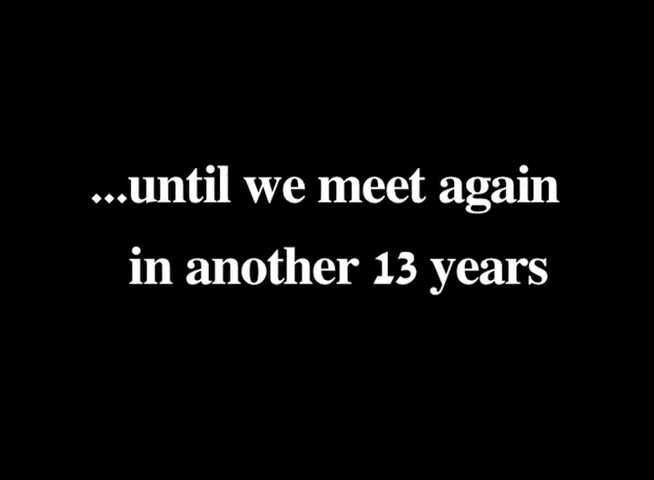 ...until we meet again
in another 13 years